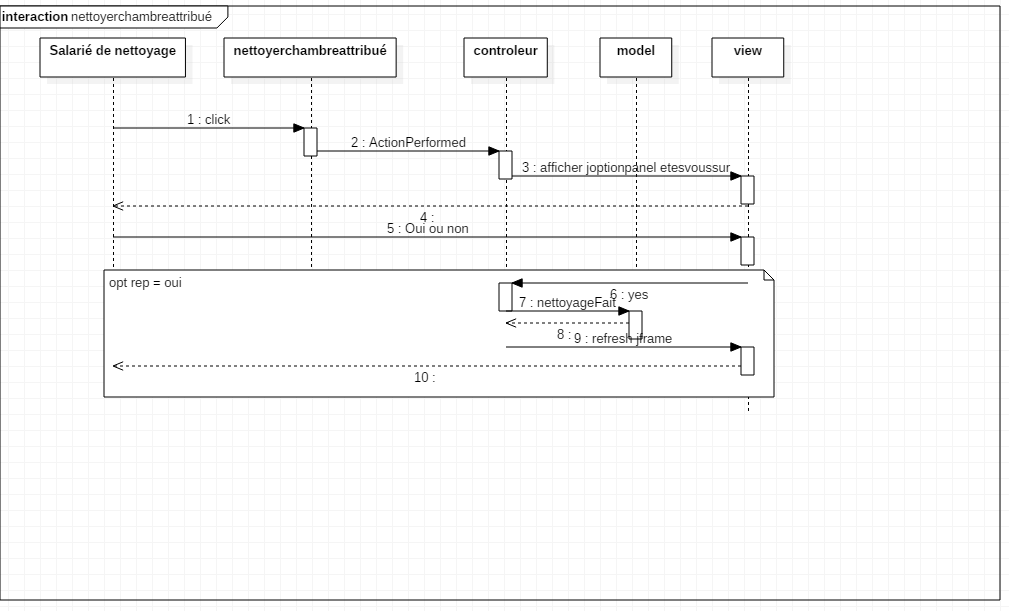 interaction nettoyerchambreattribué
Salarié de nettoyage
nettoyerchambreattribué
controleur
model
view
1 : click
2 : ActionPerformed
3 : afficher joptionpanel etesvoussur
4 :
5 : Oui ou non
opt rep = oui
6 : yes
7 : nettoyageFait
8 :
9 : refresh jframe
10 :